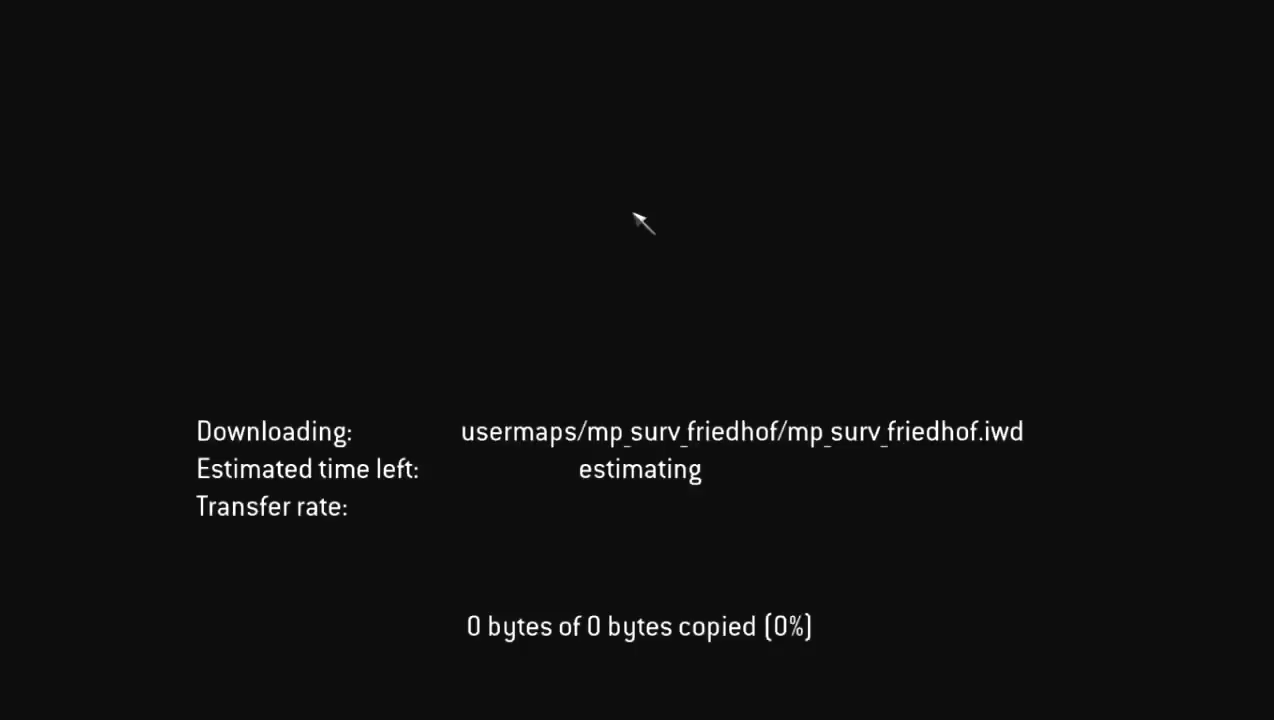 Downloading: usermaps/mp_surv_friedhof/mp_surv_friedhof.iwd
Estimated time left: estimating
Transfer rate:
0 bytes of 0 bytes copied (0%)